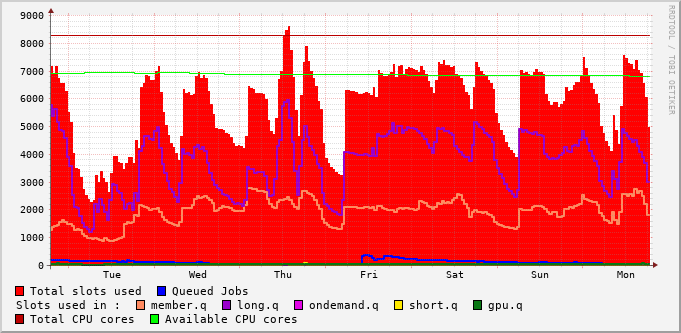 9000
8000
7000
6000
5000
4000
3000
2000
1000
0
Tue Wed Thu Fri Sat Sun Mon
RRDTOOL / TOBI OETIKER
Total slots used Queued Jobs
Slots used in : member.q long.q ondemand.q short.q gpu.q
Total CPU cores Available CPU cores